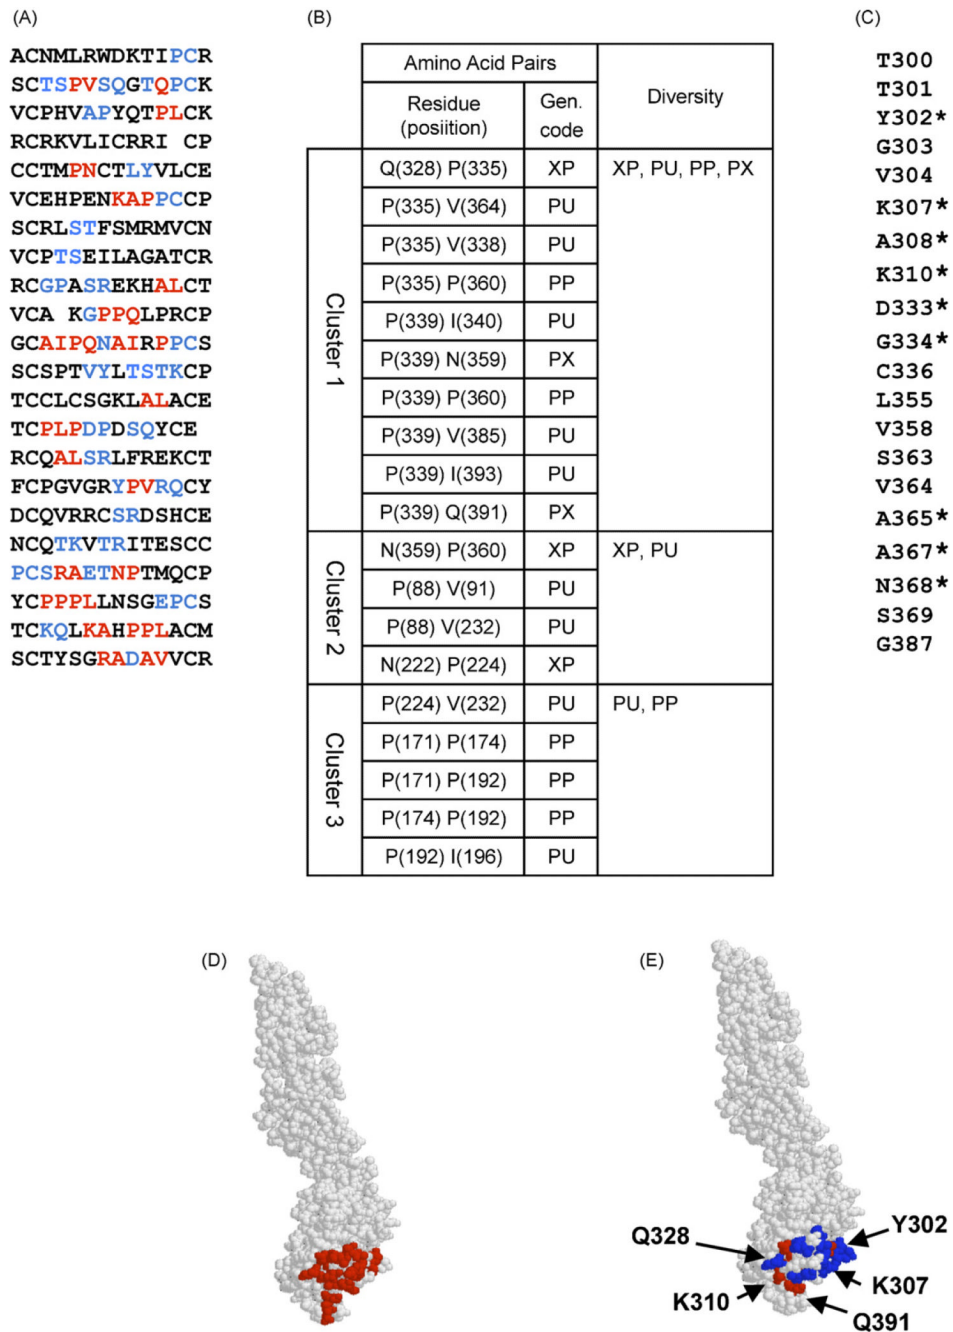 (A)
ACNMLRWDKTIPCR
SCTSPVSQGTQPCK
VCPHVAPYQTPLCK
RCRKVLICRRI CP
CCTMPNCTLYVLCE
VCEHPENKAPPCCP
SCRLSTFSMRMVCN
VCPTSEILAGATCR
RCGPASREKHALCT
VCA KGPPQLPRCP
GCAIPQNAIRPPCS
SCSPTVYLTSTKCP
TCCLCSGKLALACE
TCPLPDPDSQYCE
RCQALSRLFREKCT
FCPGVGRYPVRQCY
DCQVRRCSRDSHCE
NCQTKVTRITESCC
PCSRAETNPTMQCP
YCPPPLLNSGEPCS
TCKQLKAHPPLACM
SCTYSGRADAVVCR
(B)
Amino Acid Pairs
Diversity
Residue
(posiition)
Gen.
code
Cluster 1
Q(328) P(335) XP XP, PU, PP, PX
P(335) V(364) PU
P(335) V(338) PU
P(335) P(360) PP
P(339) I(340) PU
P(339) N(359) PX
P(339) P(360) PP
P(339) V(385) PU
P(339) I(393) PU
P(339) Q(391) PX
Cluster 2
N(359) P(360) XP XP, PU
P(88) V(91) PU
P(88) V(232) PU
N(222) P(224) XP
Cluster 3
P(224) V(232) PU PU, PP
P(171) P(174) PP
P(171) P(192) PP
P(174) P(192) PP
P(192) I(196) PU
(C)
T300
T301
Y302*
G303
V304
K307*
A308*
K310*
D333*
G334*
C336
L355
V358
S363
V364
A365*
A367*
N368*
S369
G387
(D)
(E)
Q328
Y302
K307
K310
Q391